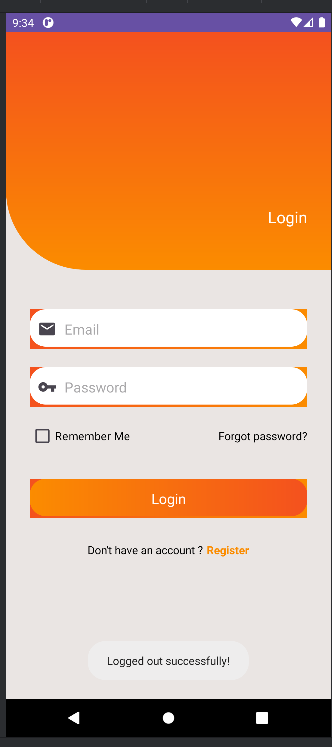 9:34
Login
Email
Password
Remember Me Forgot password?
Login
Don't have an account ? Register
Logged out successfully!